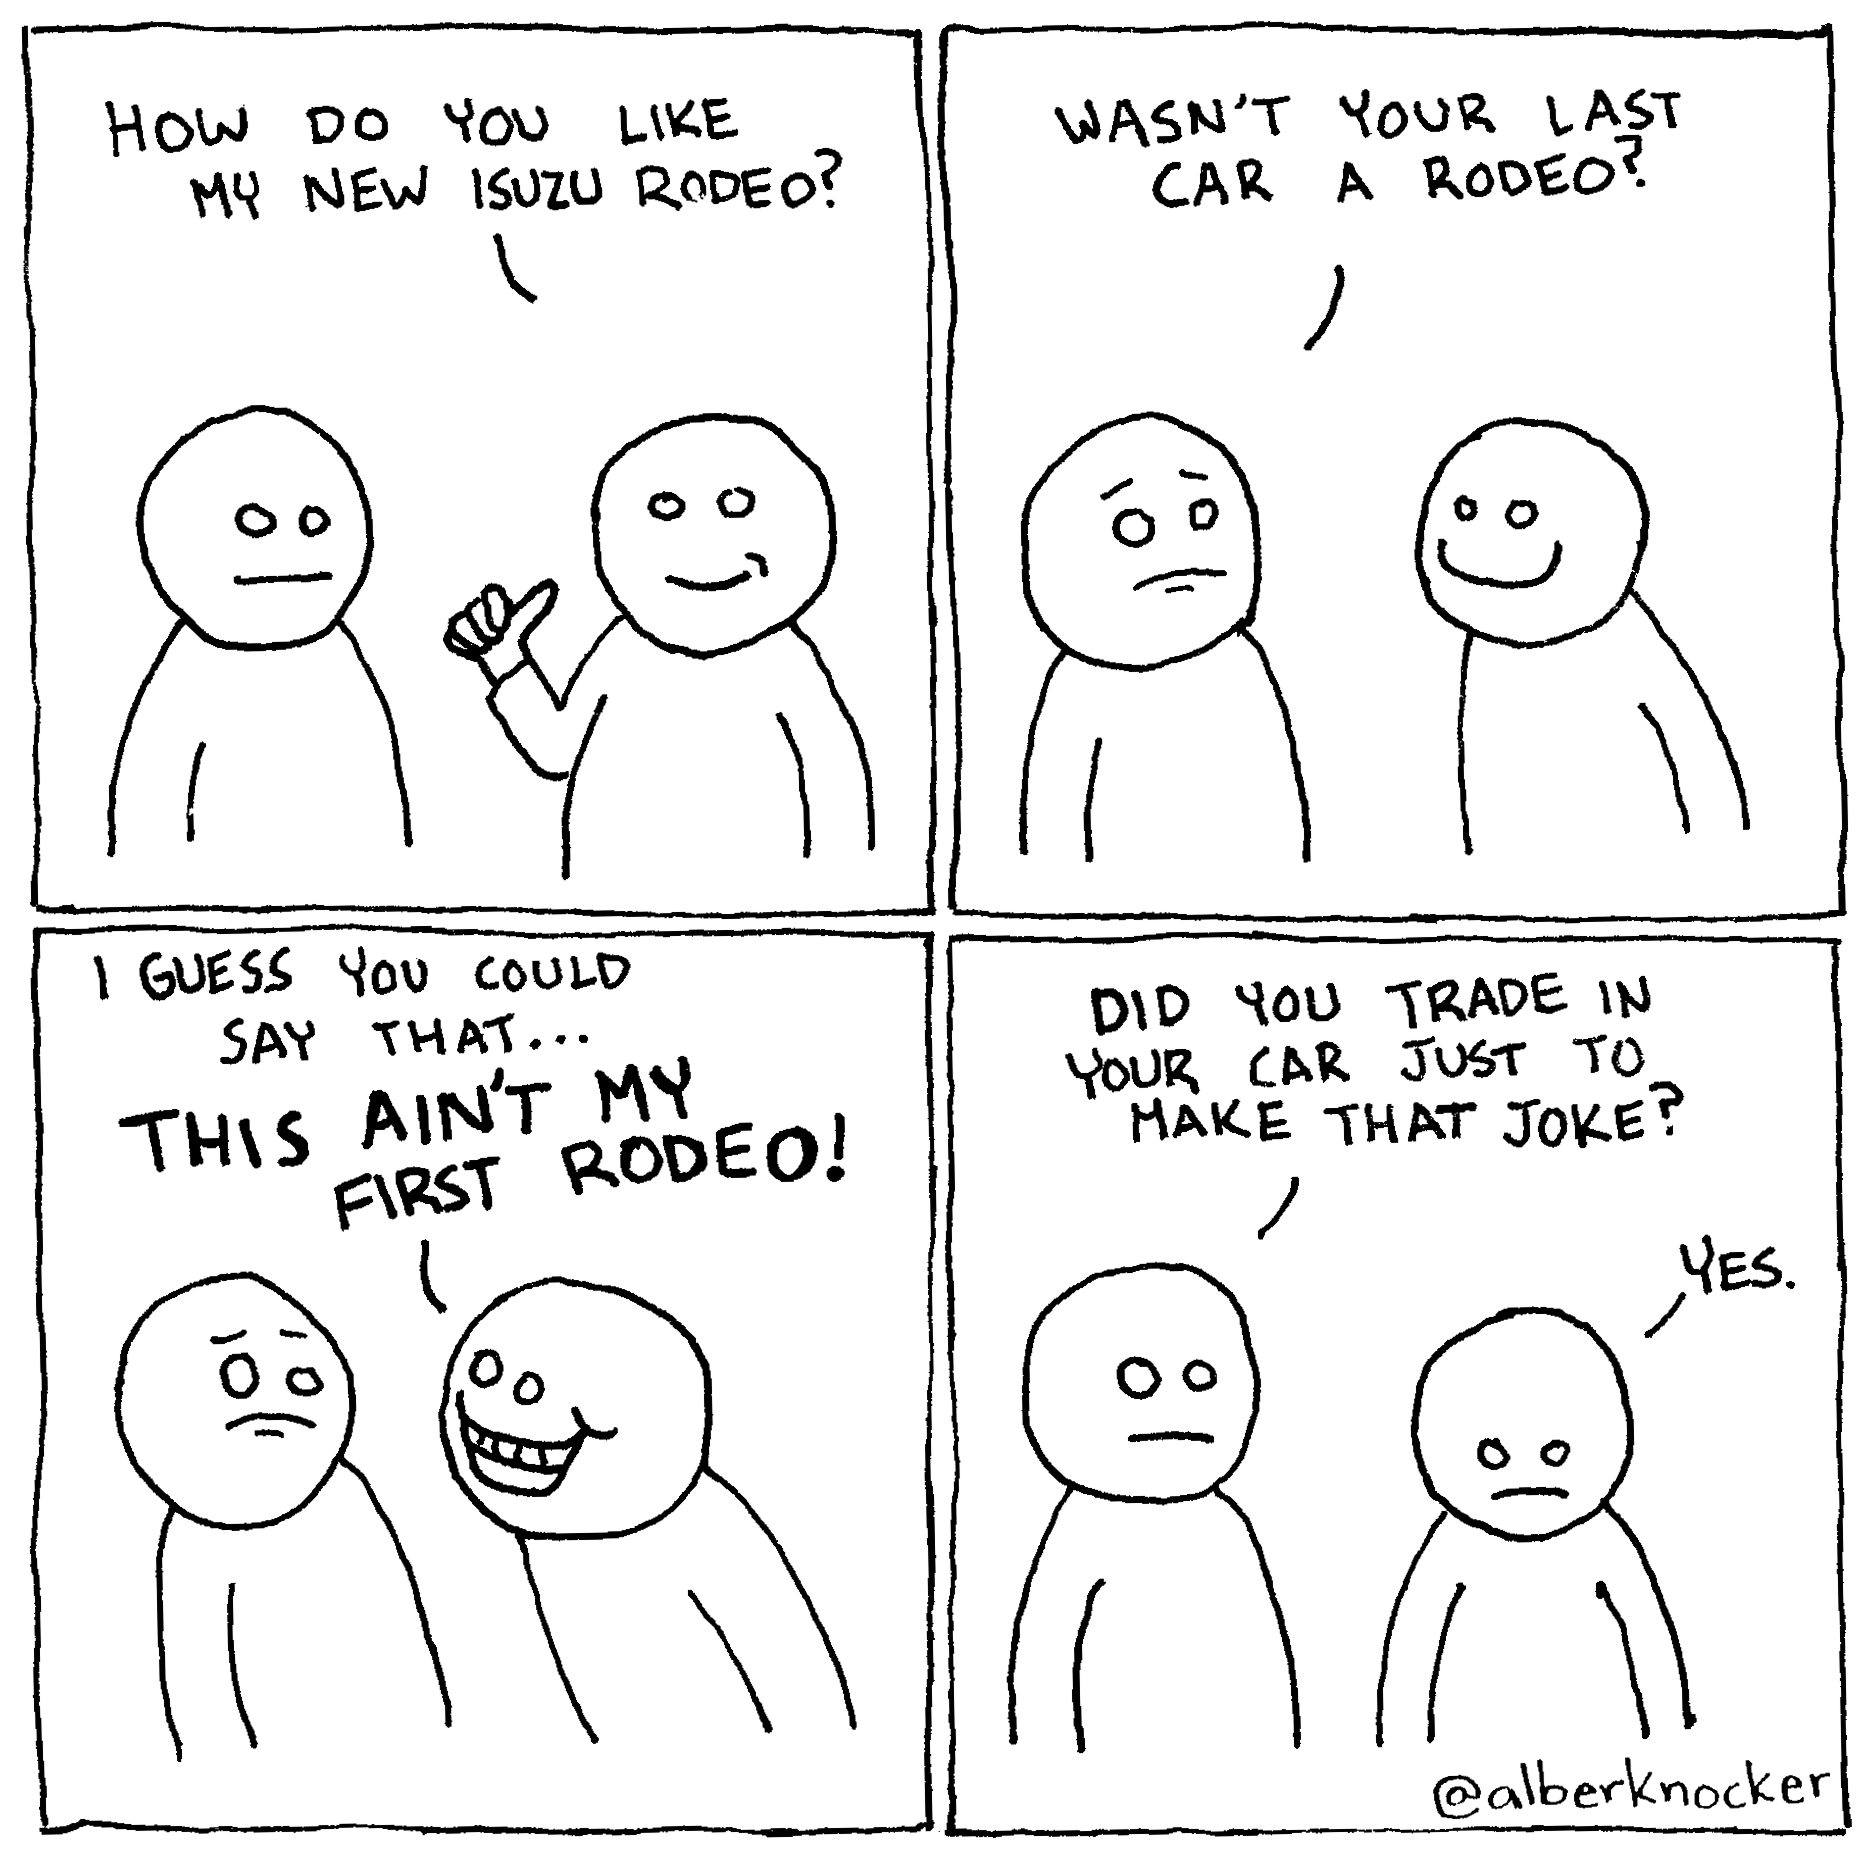 HOW DO YOU LIKE
MY NEW ISUZU RODEO?
WASN'T YOUR LAST
CAR A RODEO?
I GUESS YOU COULD
SAY THAT...
THIS AIN'T MY
FIRST RODEO!
DID YOU TRADE IN
YOUR CAR JUST TO
MAKE THAT JOKE?
YES.
@alberknocker